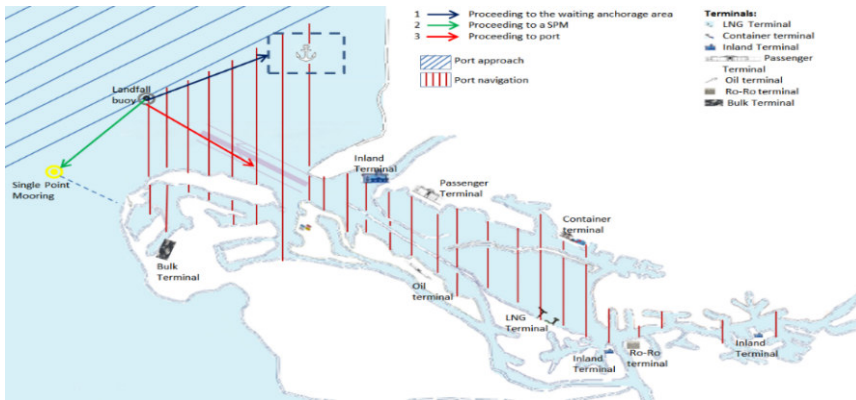 1 Proceeding to the waiting anchorage area
2 Proceeding to a SPM
3 Proceeding to port
Port approach
Port navigation
Terminals:
LNG Terminal
Container terminal
Inland Terminal
Passenger
Terminal
Oil terminal
Ro-Ro terminal
Bulk Terminal
Landfall
buoy
Single Point
Mooring
Inland
Terminal
Passenger
Terminal
Container
terminal
Bulk
Terminal
Oil
terminal
LNG
Terminal
Inland
Terminal
Ro-Ro
terminal
Inland
Terminal